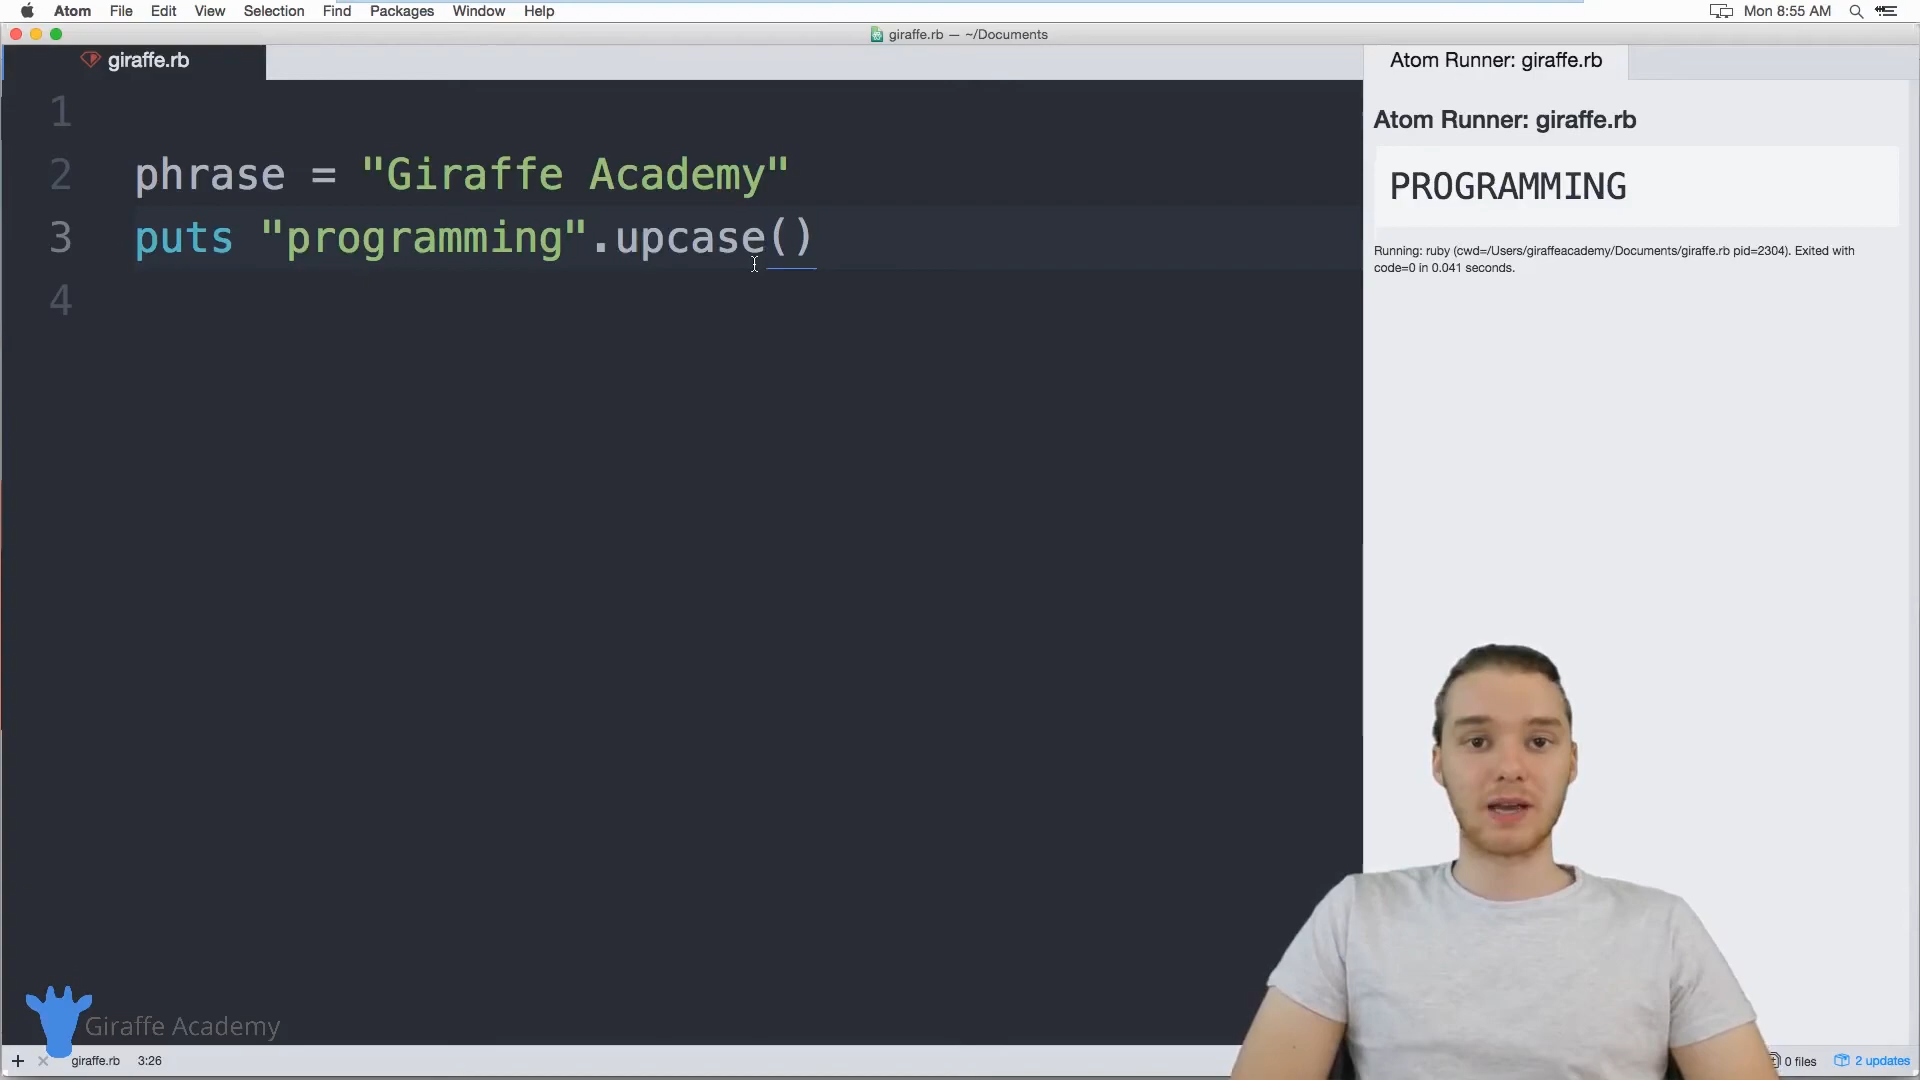 Atom File Edit View Selection Find Packages Window Help
Mon 8:55 AM
giraffe.rb — ~/Documents
giraffe.rb
Atom Runner: giraffe.rb
1
2 phrase = "Giraffe Academy"
3 puts "programming".upcase()
4
Atom Runner: giraffe.rb
PROGRAMMING
Running: ruby (cwd=/Users/giraffeacademy/Documents/giraffe.rb pid=2304). Exited with
code=0 in 0.041 seconds.
Giraffe Academy
giraffe.rb 3:26
0 files 2 updates